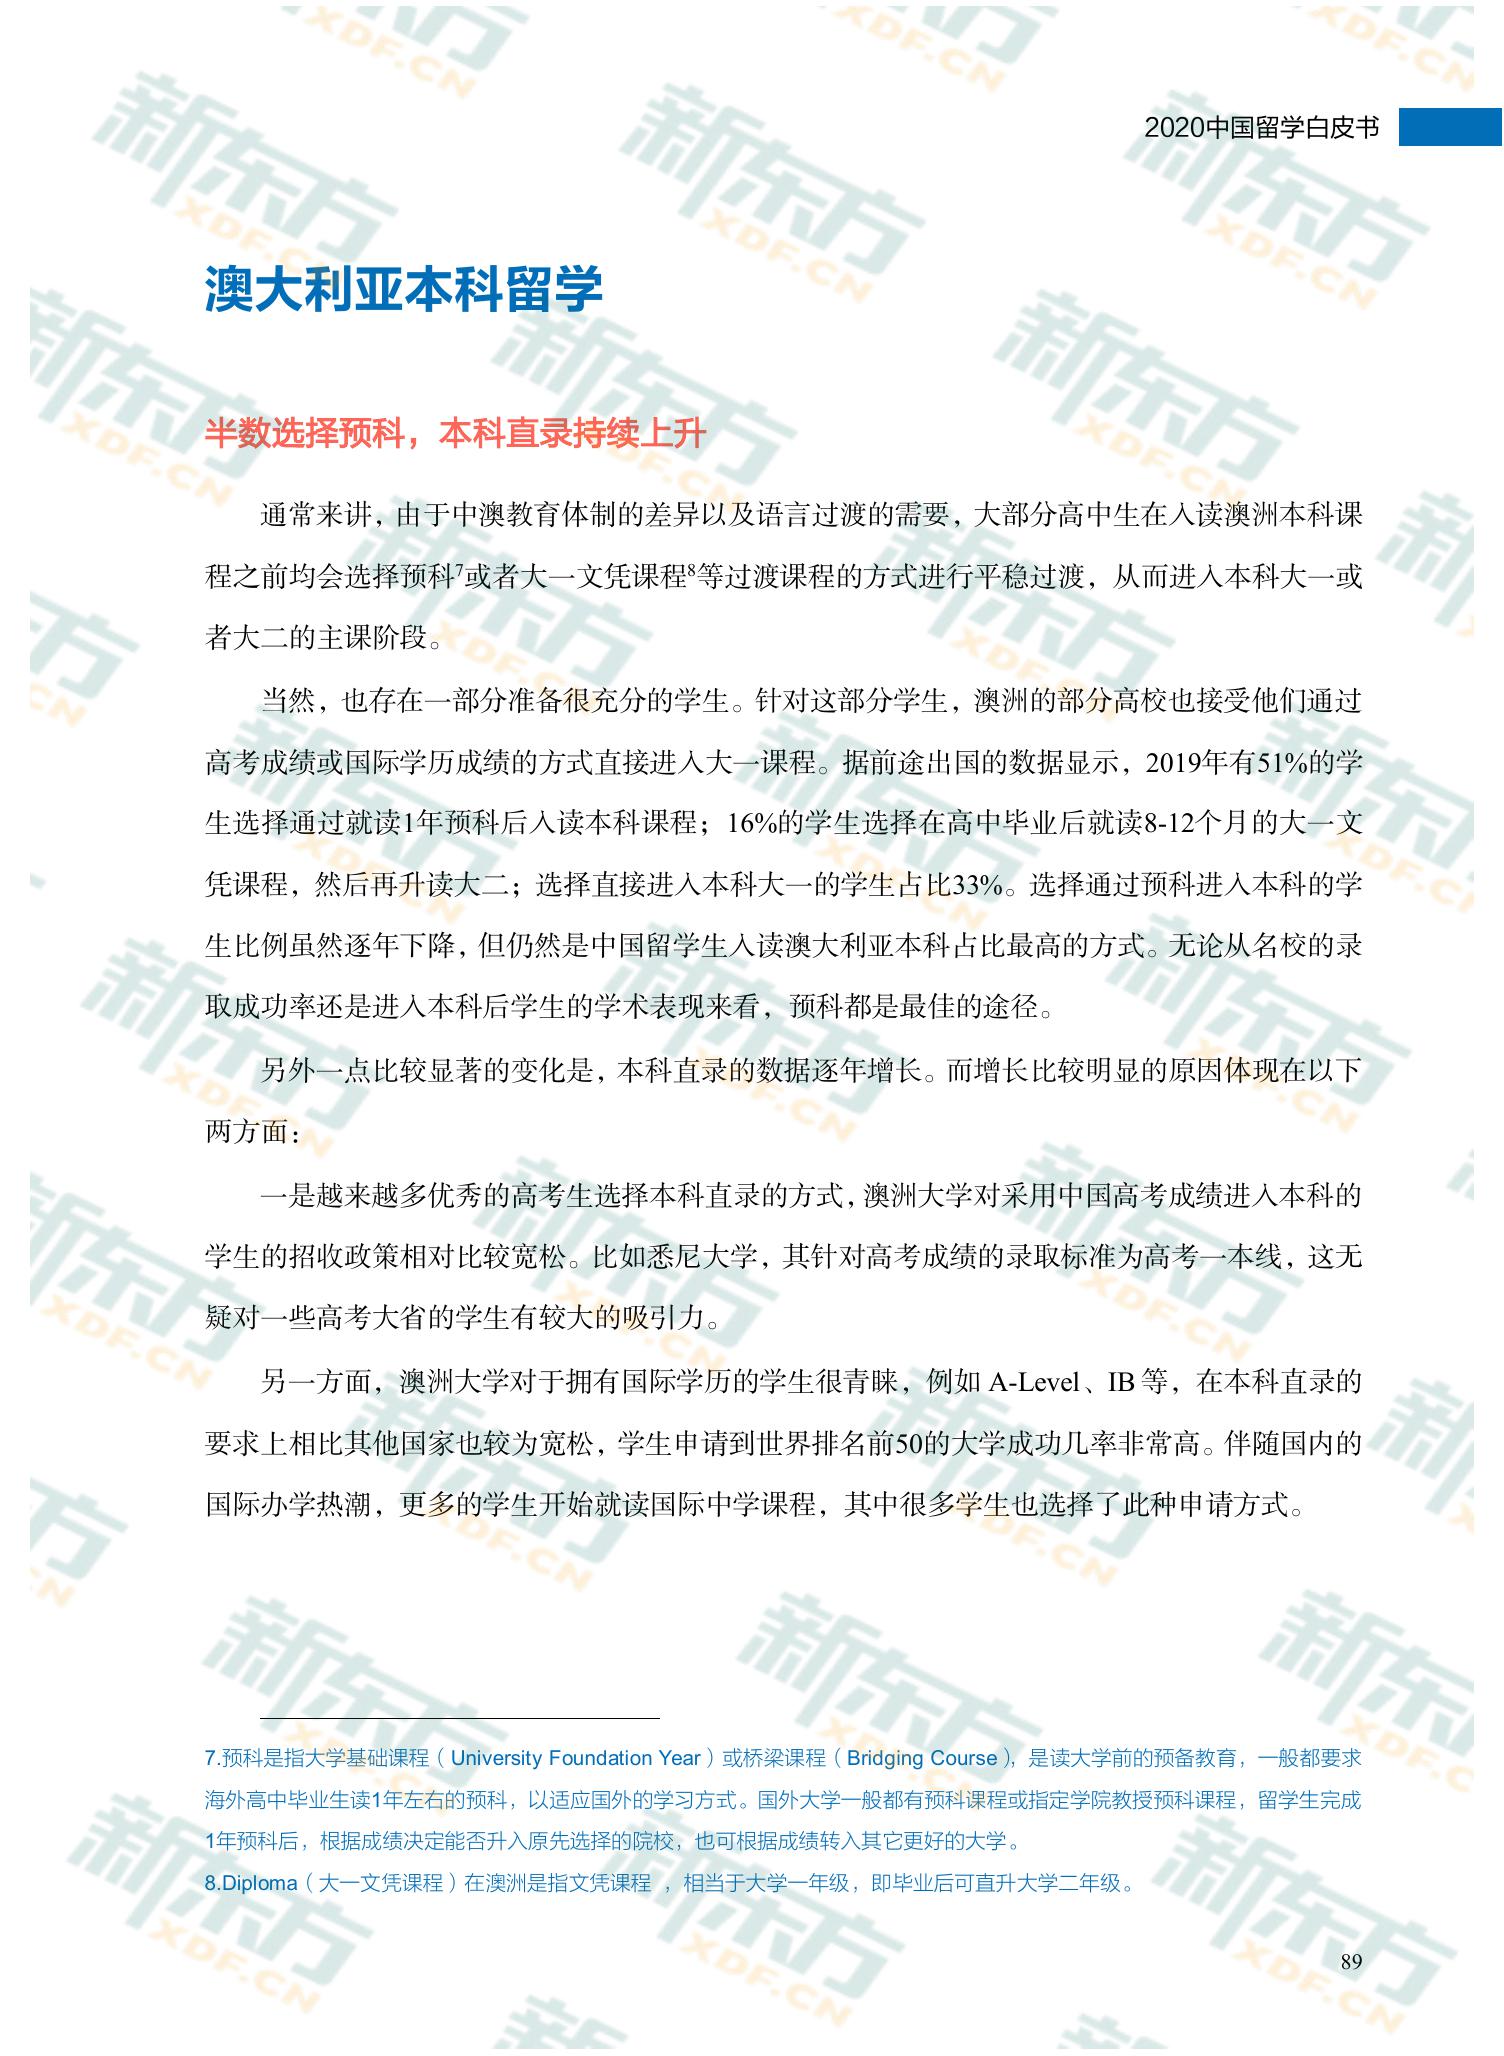 2020中国留学白皮书
澳大利亚本科留学
半数选择预科，本科直录持续上升
通常来讲，由于中澳教育体制的差异以及语言过渡的需要，大部分高中生在入读澳洲本科课
程之前均会选择预科7或者大一文凭课程8等过渡课程的方式进行平稳过渡，从而进入本科大一或
者大二的主课阶段。
当然，也存在一部分准备很充分的学生。针对这部分学生，澳洲的部分高校也接受他们通过
高考成绩或国际学历成绩的方式直接进入大一课程。据前途出国的数据显示，2019年有51%的学
生选择通过就读1年预科后入读本科课程；16%的学生选择在高中毕业后就读8-12个月的大一文
凭课程，然后再升读大二；选择直接进入本科大一的学生占比33%。选择通过预科进入本科的学
生比例虽然逐年下降，但仍然是中国留学生入读澳大利亚本科占比最高的方式。无论从名校的录
取成功率还是进入本科后学生的学术表现来看，预科都是最佳的途径。
另外一点比较显著的变化是，本科直录的数据逐年增长。而增长比较明显的原因体现在以下
两方面：
一是越来越多优秀的高考生选择本科直录的方式，澳洲大学对采用中国高考成绩进入本科的
学生的招收政策相对比较宽松。比如悉尼大学，其针对高考成绩的录取标准为高考一本线，这无
疑对一些高考大省的学生有较大的吸引力。
另一方面，澳洲大学对于拥有国际学历的学生很青睐，例如 A-Level、IB 等，在本科直录的
要求上相比其他国家也较为宽松，学生申请到世界排名前50的大学成功几率非常高。伴随国内的
国际办学热潮，更多的学生开始就读国际中学课程，其中很多学生也选择了此种申请方式。
7.预科是指大学基础课程（University Foundation Year）或桥梁课程（Bridging Course），是读大学前的预备教育，一般都要求
海外高中毕业生读1年左右的预科，以适应国外的学习方式。国外大学一般都有预科课程或指定学院教授预科课程，留学生完成
1年预科后，根据成绩决定能否升入原先选择的院校，也可根据成绩转入其它更好的大学。
8.Diploma（大一文凭课程）在澳洲是指文凭课程 ，相当于大学一年级，即毕业后可直升大学二年级。
89